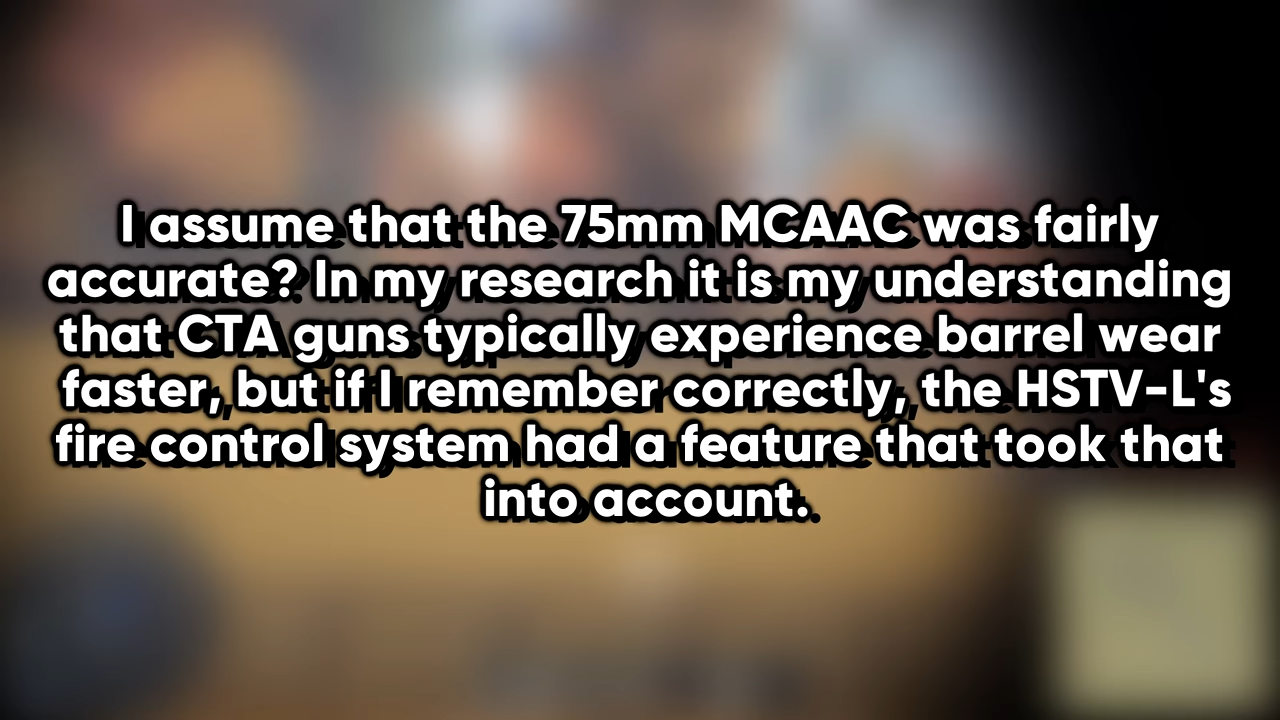 I assume that the 75mm MCAAC was fairly
accurate? In my research it is my understanding
that CTA guns typically experience barrel wear
faster, but if I remember correctly, the HSTV-L's
fire control system had a feature that took that
into account.